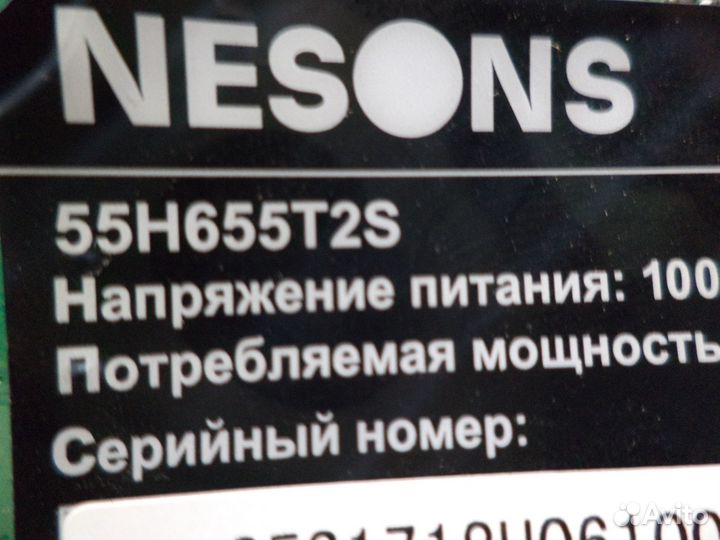 NESONS
55H655T2S
Напряжение питания: 100
Потребляемая мощность
Серийный номер:
Avito